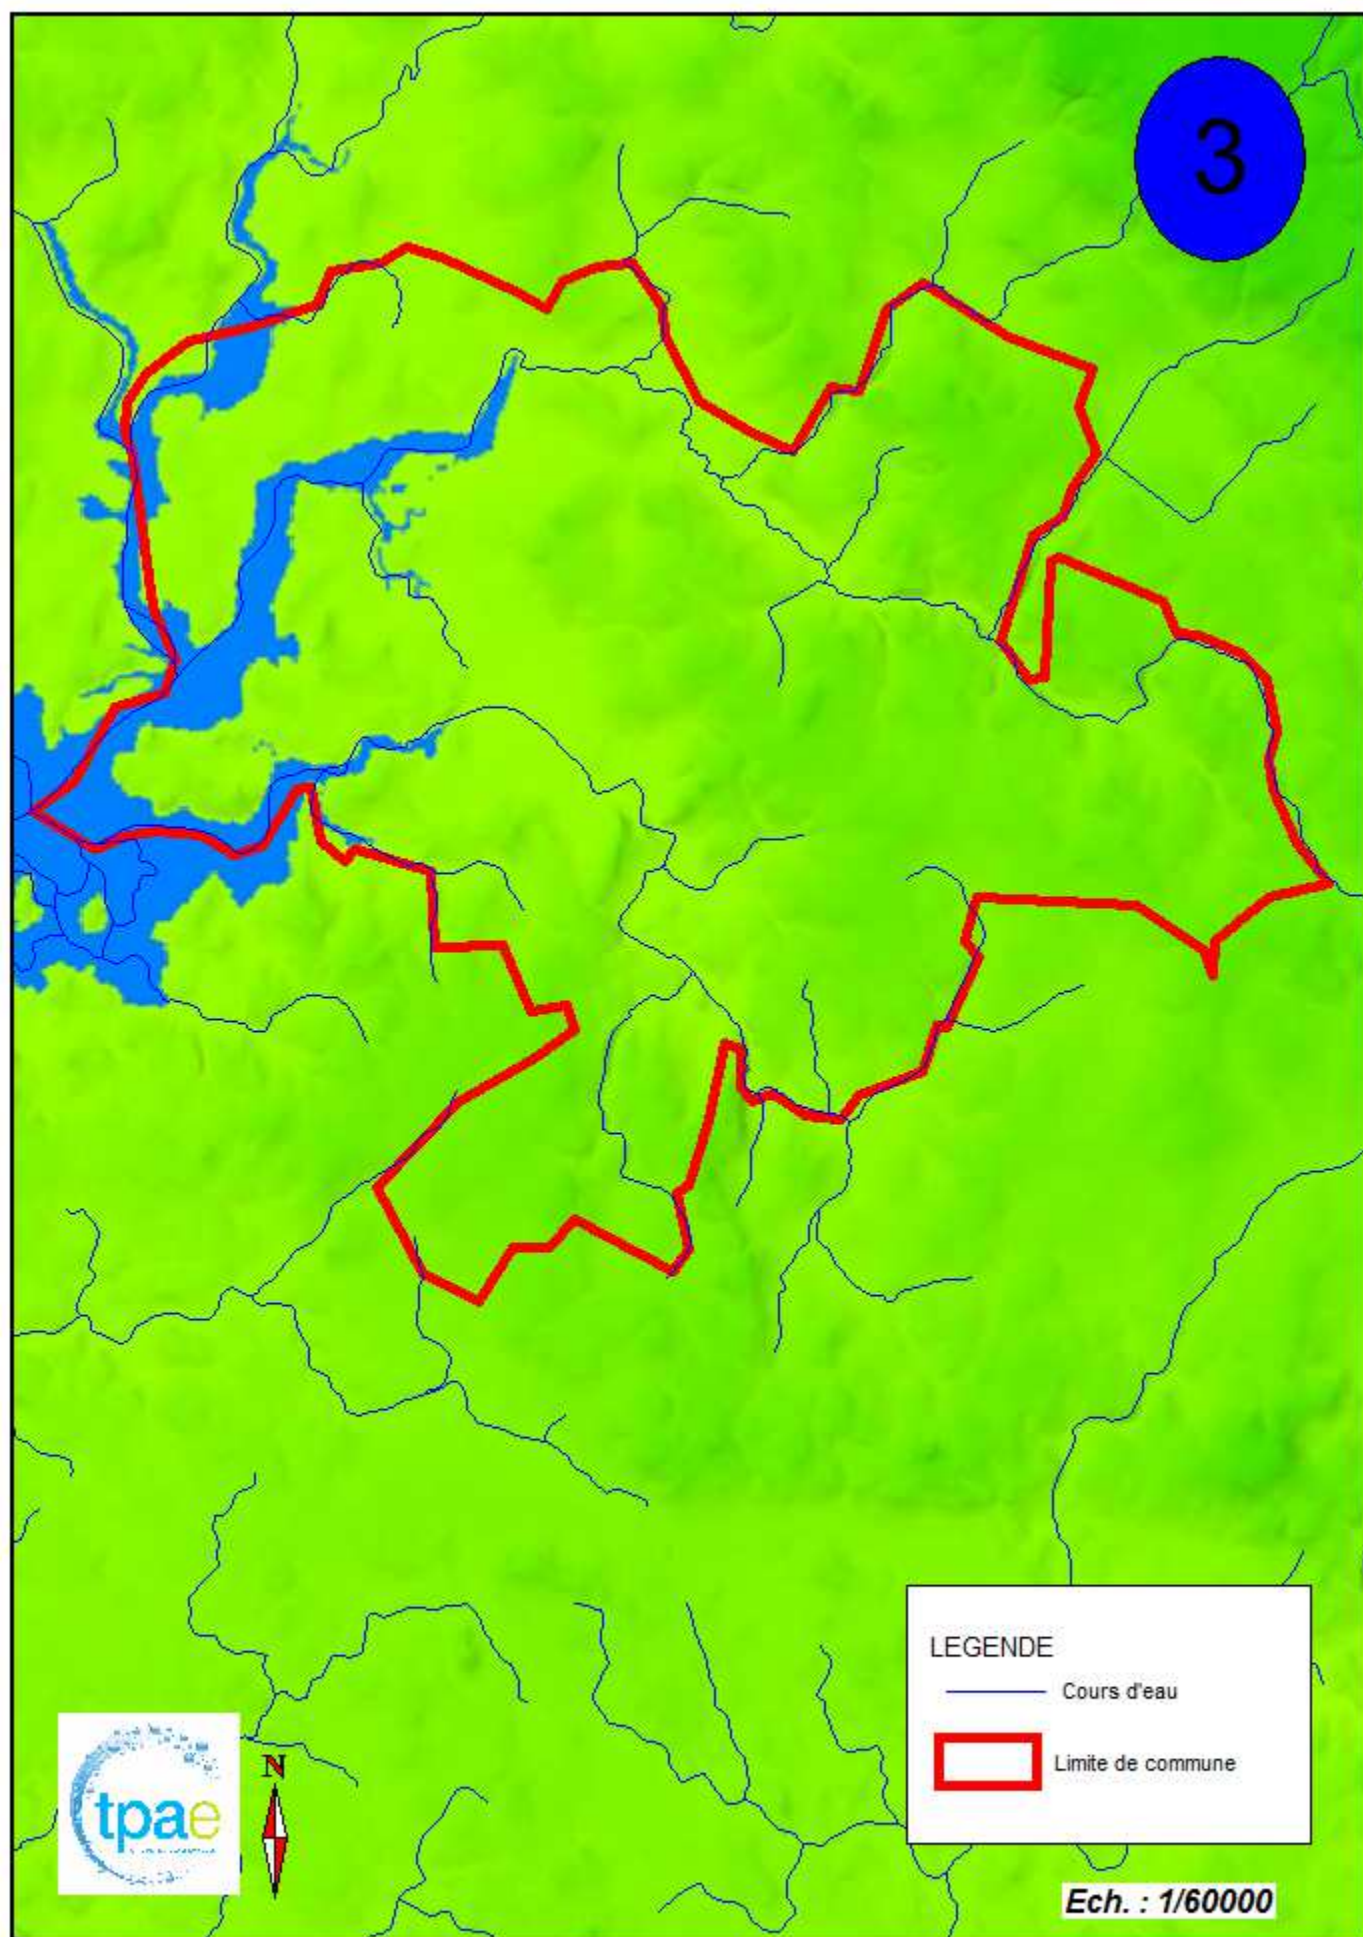 3
LEGENDE
Cours d'eau
Limite de commune
tpae
N
Ech. : 1/60000